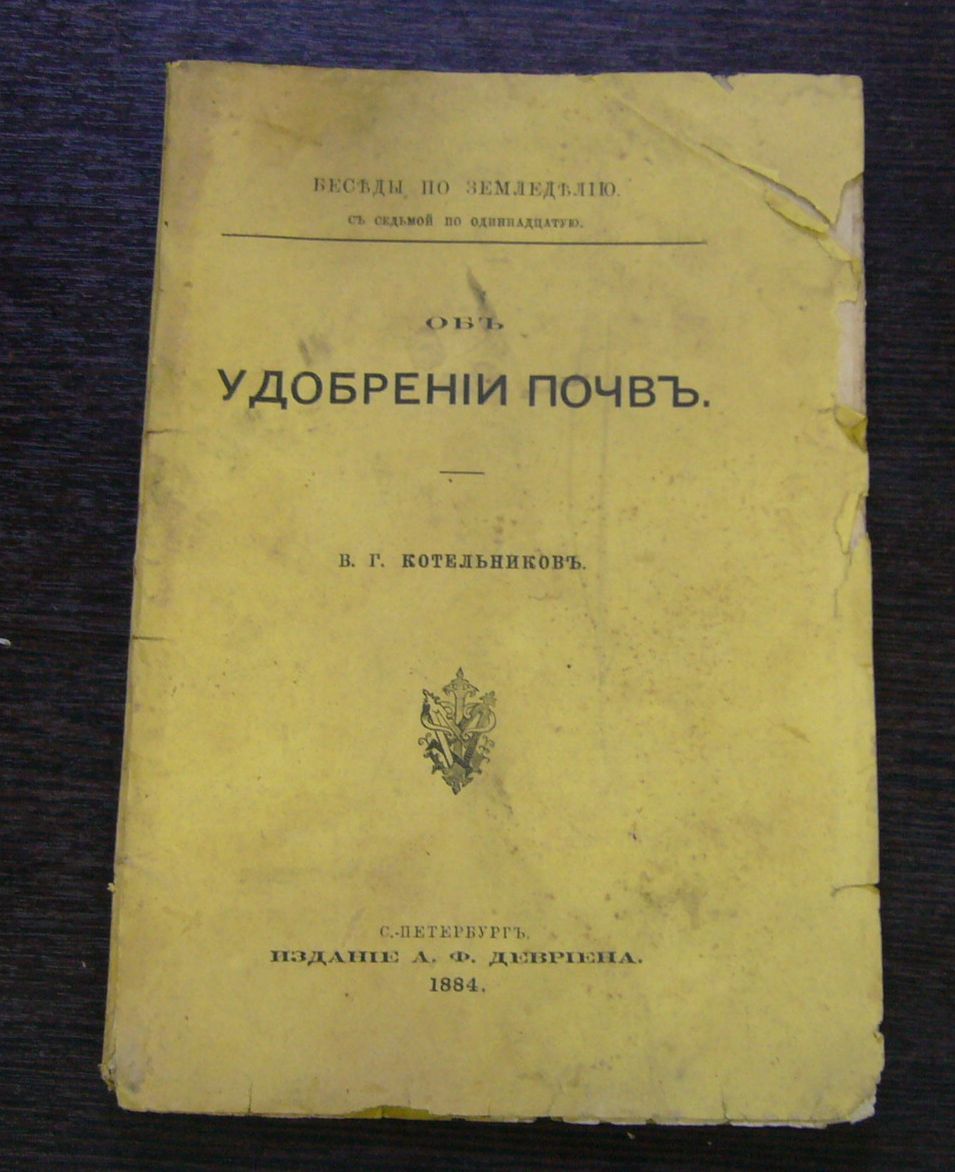 БЕСѢДЫ ПО ЗЕМЛЕДѢЛІЮ.
СЪ СЕДЬМОЙ ПО ОДИННАДЦАТУЮ.
ОБЪ
УДОБРЕНІИ ПОЧВЪ.
В. Г. КОТЕЛЬНИКОВЪ.
С.-ПЕТЕРБУРГЪ.
ИЗДАНІЕ А. Ф. ДЕВРІЕНА.
1884.